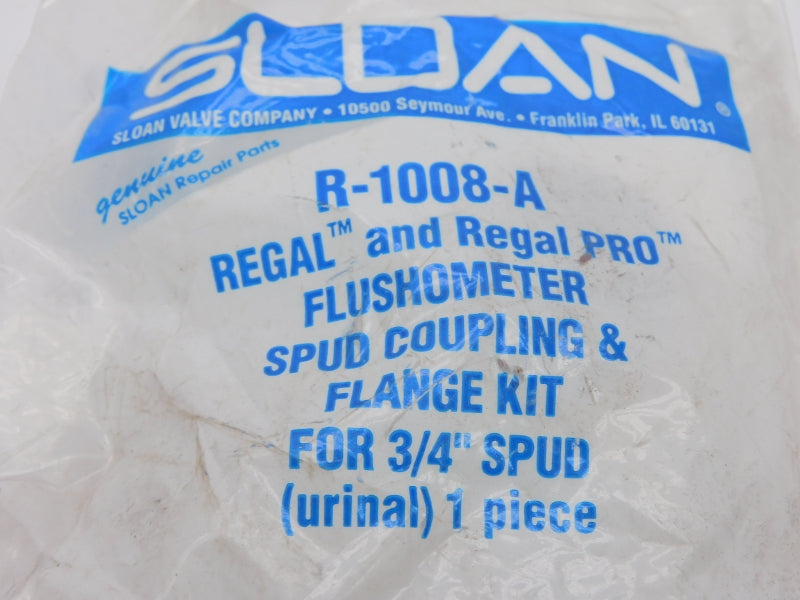 SLOAN®
SLOAN VALVE COMPANY • 10500 Seymour Ave. • Franklin Park, IL 60131
genuine
SLOAN Repair Parts
R-1008-A
REGAL™ and Regal PRO™
FLUSHOMETER
SPUD COUPLING &
FLANGE KIT
FOR 3/4" SPUD
(urinal) 1 piece